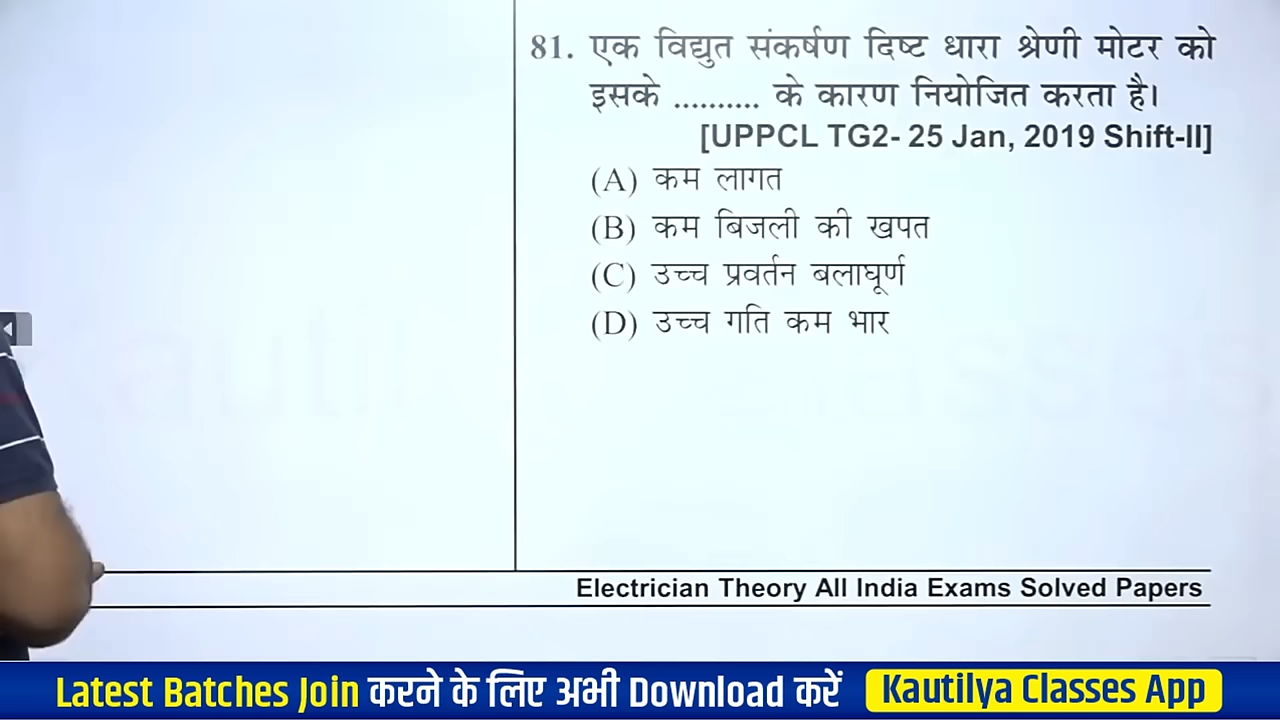 81. एक विद्युत संकर्षण दिष्ट धारा श्रेणी मोटर को
इसके .......... के कारण नियोजित करता है।
[UPPCL TG2- 25 Jan, 2019 Shift-II]
(A) कम लागत
(B) कम बिजली की खपत
(C) उच्च प्रवर्तन बलाघूर्ण
(D) उच्च गति कम भार
Electrician Theory All India Exams Solved Papers
Latest Batches Join करने के लिए अभी Download करें Kautilya Classes App